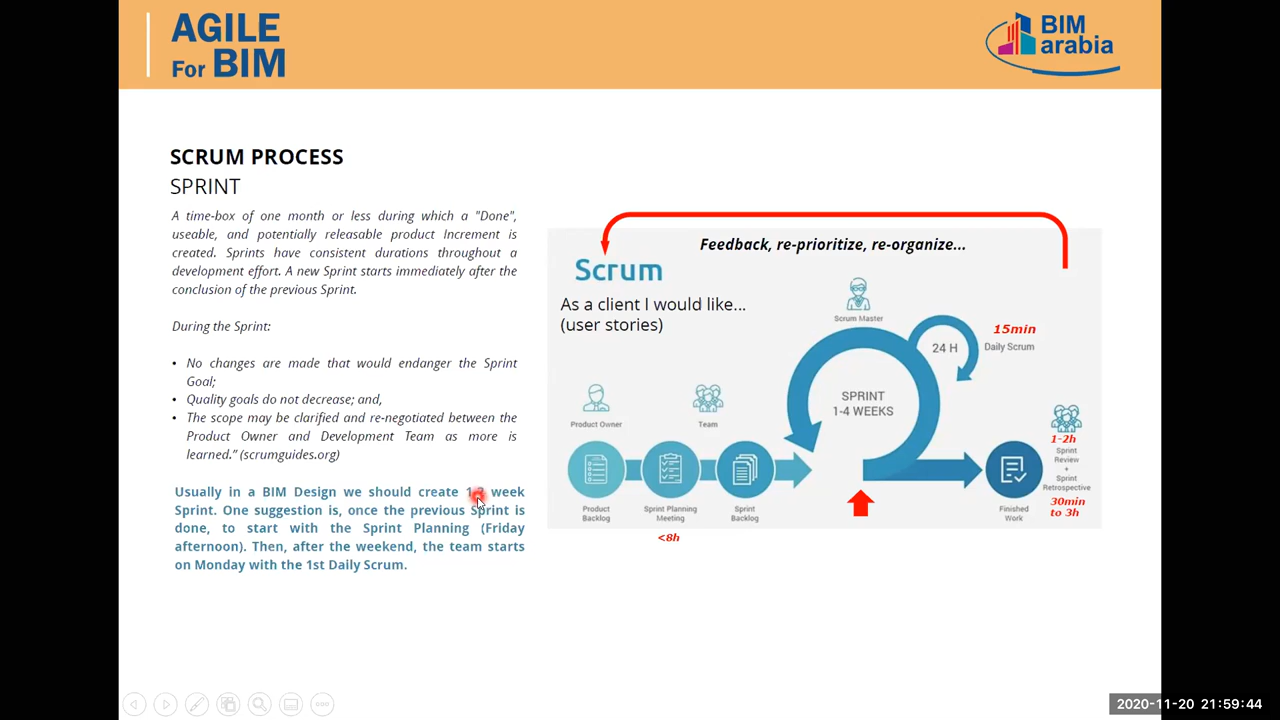 AGILE
For BIM
BIM
arabia
SCRUM PROCESS
SPRINT
A time-box of one month or less during which a "Done",
useable, and potentially releasable product Increment is
created. Sprints have consistent durations throughout a
development effort. A new Sprint starts immediately after the
conclusion of the previous Sprint.
During the Sprint:
• No changes are made that would endanger the Sprint
Goal;
• Quality goals do not decrease; and,
• The scope may be clarified and re-negotiated between the
Product Owner and Development Team as more is
learned.” (scrumguides.org)
Usually in a BIM Design we should create week
Sprint. One suggestion is, once the previous Sprint is
done, to start with the Sprint Planning (Friday
afternoon). Then, after the weekend, the team starts
on Monday with the 1st Daily Scrum.
Feedback, re-prioritize, re-organize...
Scrum
As a client I would like...
(user stories)
Scrum Master
15min
24 H
Daily Scrum
SPRINT
1-4 WEEKS
Product Owner
Team
1-2h
Sprint
Review
+
Sprint
Retrospective
30min
to 3h
Product
Backlog
Sprint Planning
Meeting
Sprint
Backlog
Finished
Work
<8h
2020-11-20 21:59:44